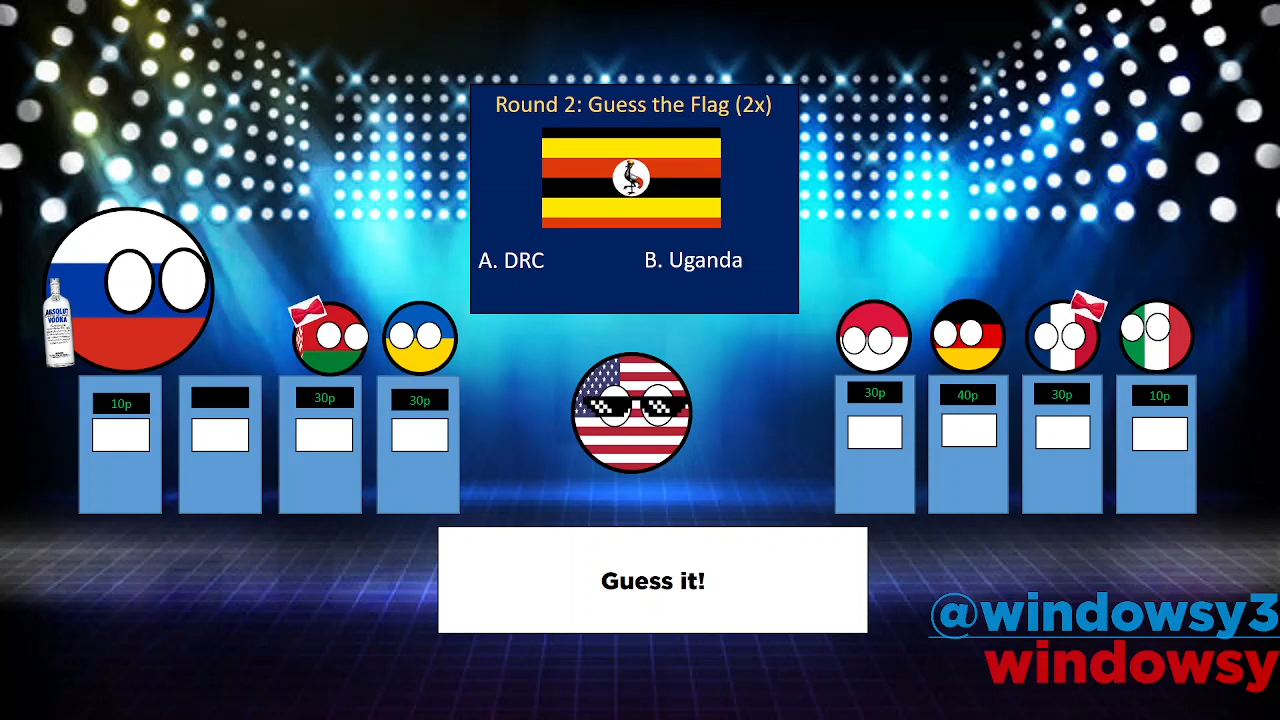 Round 2: Guess the Flag (2x)
A. DRC B. Uganda
ABSOLUT
VODKA
10p
30p
30p
30p
40p
30p
10p
Guess it!
@windowsy3
windowsy